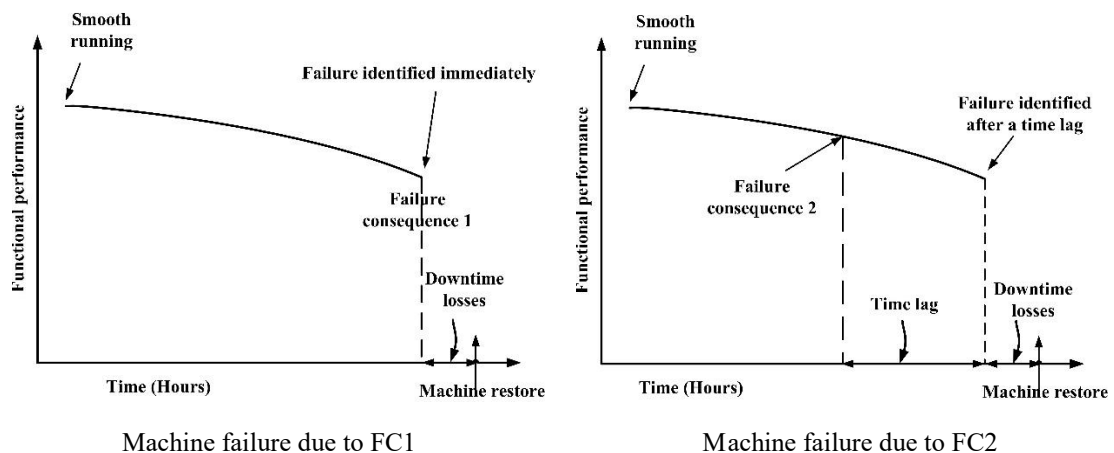 Smooth
running
Failure identified immediately
Functional performance
Failure
consequence 1
Downtime
losses
Time (Hours)
Machine restore
Machine failure due to FC1
Smooth
running
Failure identified
after a time lag
Functional performance
Failure
consequence 2
Time lag
Downtime
losses
Time (Hours)
Machine restore
Machine failure due to FC2